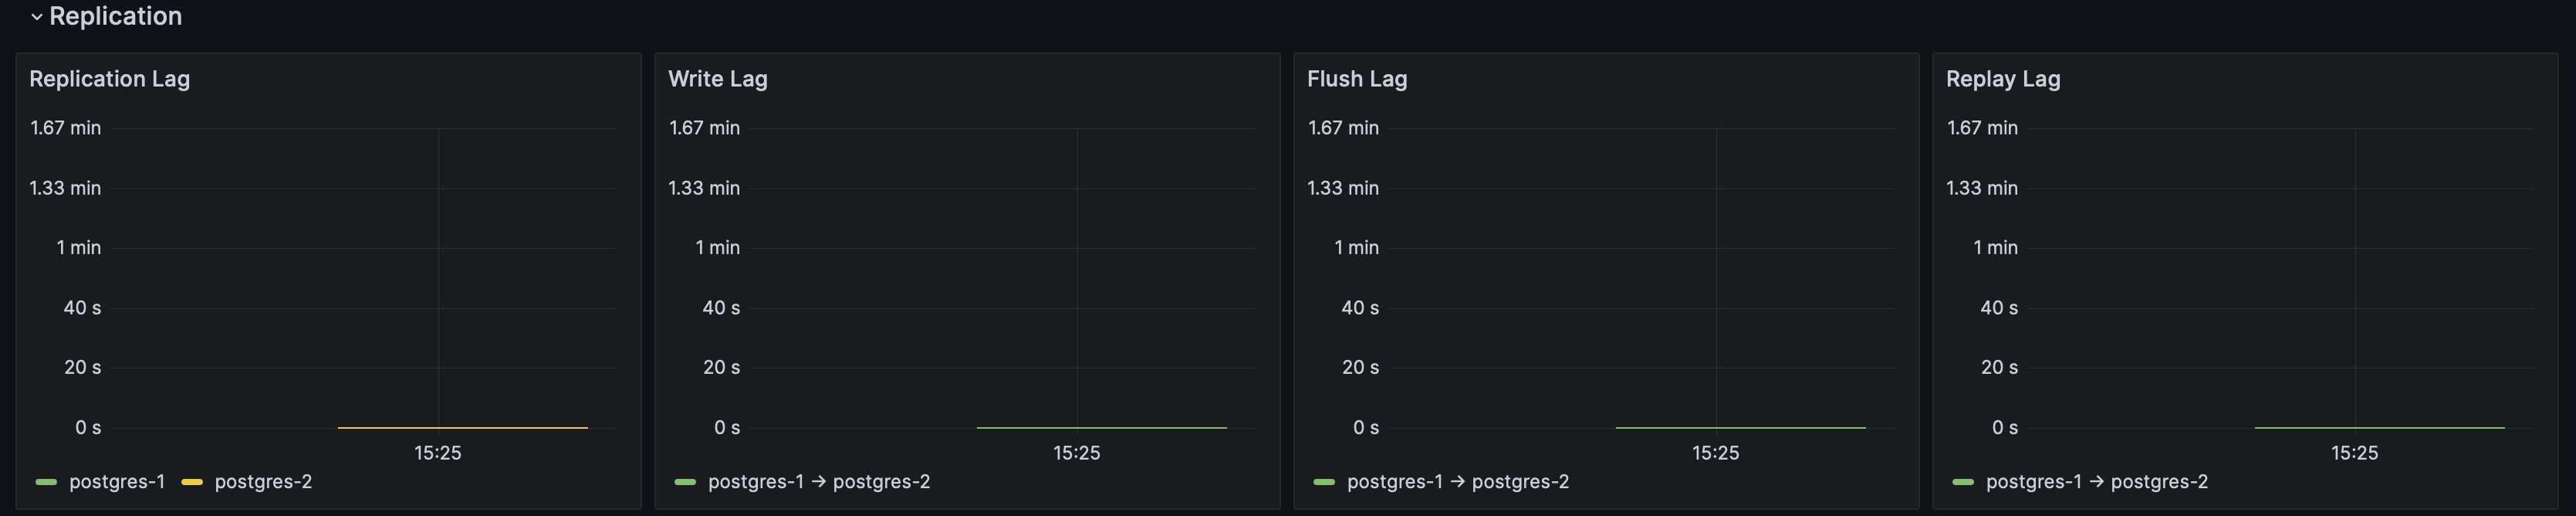 Replication
Replication Lag
1.67 min
1.33 min
1 min
40 s
20 s
0 s
15:25
postgres-1 postgres-2
Write Lag
1.67 min
1.33 min
1 min
40 s
20 s
0 s
15:25
postgres-1 → postgres-2
Flush Lag
1.67 min
1.33 min
1 min
40 s
20 s
0 s
15:25
postgres-1 → postgres-2
Replay Lag
1.67 min
1.33 min
1 min
40 s
20 s
0 s
15:25
postgres-1 → postgres-2